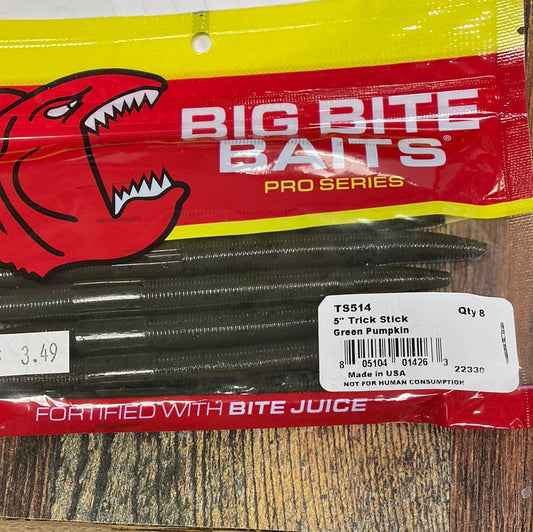 BIG BITE
BAITS®
PRO SERIES
TS514
Qty 8
5" Trick Stick
Green Pumpkin
8 05104 01426 3
Made in USA
22330
NOT FOR HUMAN CONSUMPTION
3.49
FORTIFIED WITH BITE JUICE